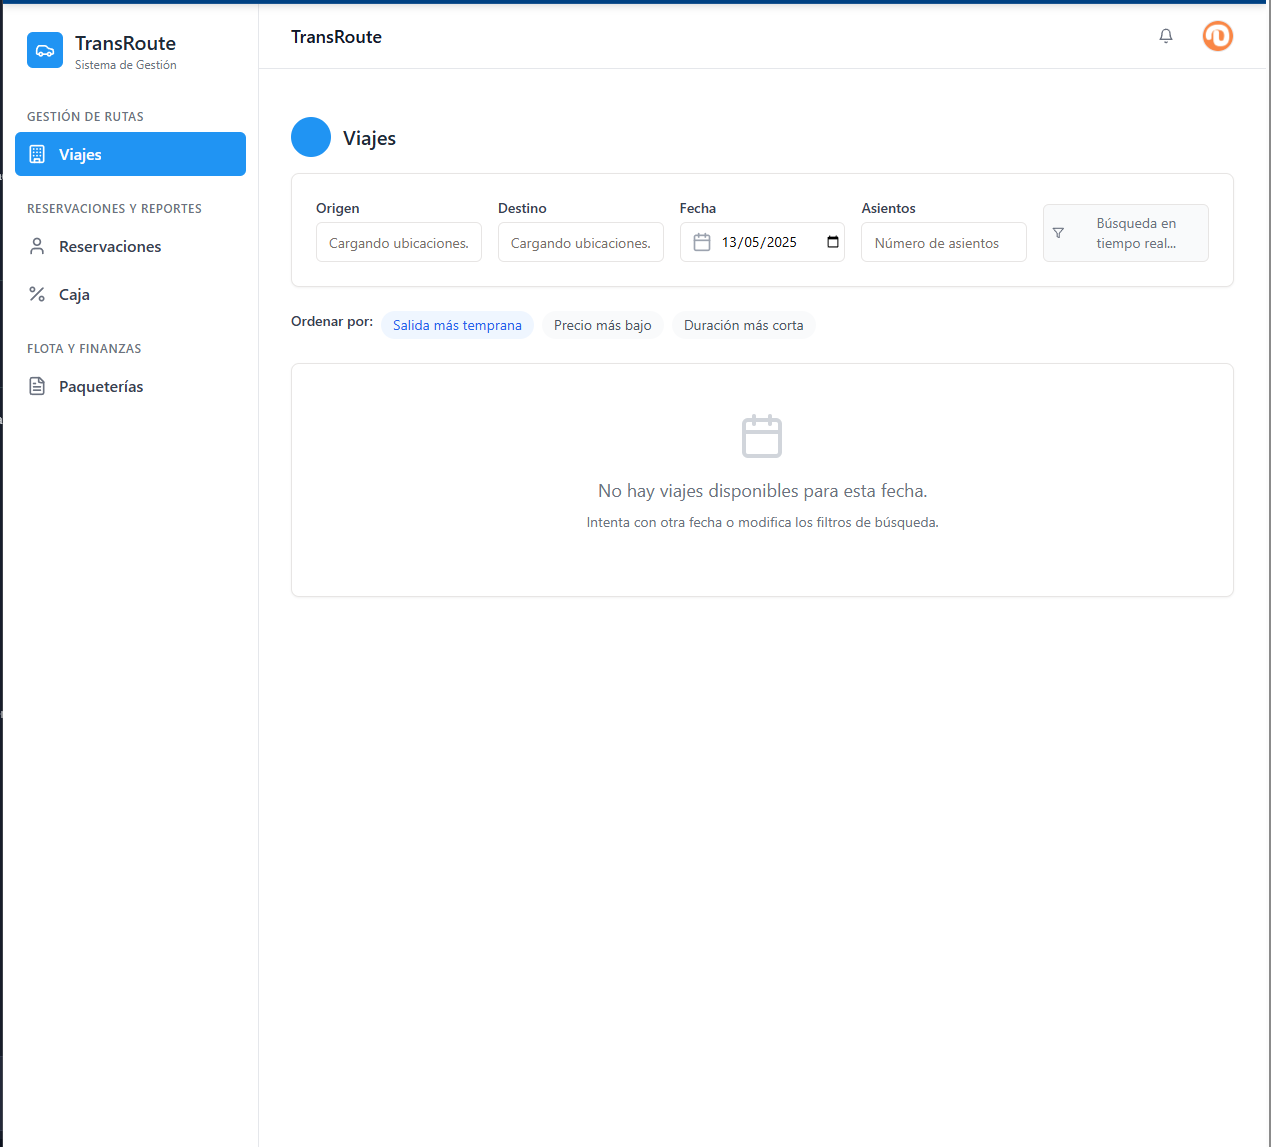 TransRoute
Sistema de Gestión
GESTIÓN DE RUTAS
Viajes
RESERVACIONES Y REPORTES
Reservaciones
Caja
FLOTA Y FINANZAS
Paqueterías
TransRoute
Viajes
Origen
Cargando ubicaciones.
Destino
Cargando ubicaciones.
Fecha
13/05/2025
Asientos
Número de asientos
Búsqueda en
tiempo real...
Ordenar por:
Salida más temprana
Precio más bajo
Duración más corta
No hay viajes disponibles para esta fecha.
Intenta con otra fecha o modifica los filtros de búsqueda.